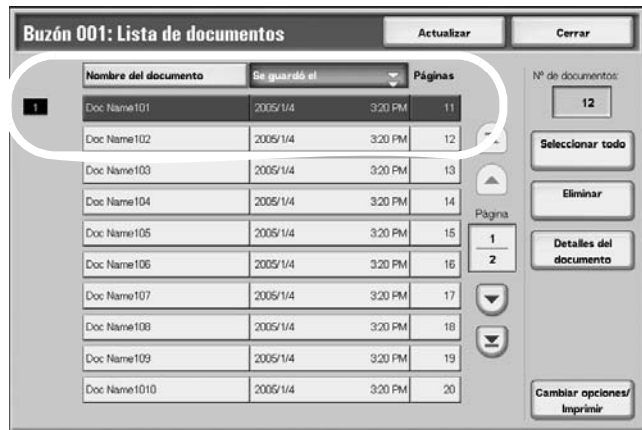 Buzón 001: Lista de documentos Actualizar Cerrar
Nombre del documento Se guardó el Páginas Nº de documentos:
12
1 Doc Name101 2005/1/4 3:20 PM 11
Doc Name102 2005/1/4 3:20 PM 12 Seleccionar todo
Doc Name103 2005/1/4 3:20 PM 13
Doc Name104 2005/1/4 3:20 PM 14 Eliminar
Página
Doc Name105 2005/1/4 3:20 PM 15 1 Detalles del
Doc Name106 2005/1/4 3:20 PM 16 2 documento
Doc Name107 2005/1/4 3:20 PM 17
Doc Name108 2005/1/4 3:20 PM 18
Doc Name109 2005/1/4 3:20 PM 19
Doc Name1010 2005/1/4 3:20 PM 20 Cambiar opciones/
Imprimir